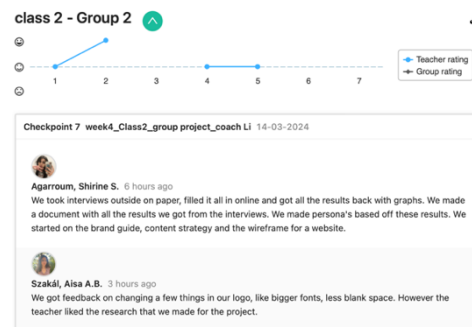 class 2 - Group 2
Teacher rating
Group rating
1 2 3 4 5 6 7
Checkpoint 7 week4_Class2_group project_coach Li 14-03-2024
Agarroum, Shirine S. 6 hours ago
We took interviews outside on paper, filled it all in online and got all the results back with graphs. We made
a document with all the results we got from the interviews. We made persona's based off these results. We
started on the brand guide, content strategy and the wireframe for a website.
Szakál, Aisa A.B. 3 hours ago
We got feedback on changing a few things in our logo, like bigger fonts, less blank space. However the
teacher liked the research that we made for the project.